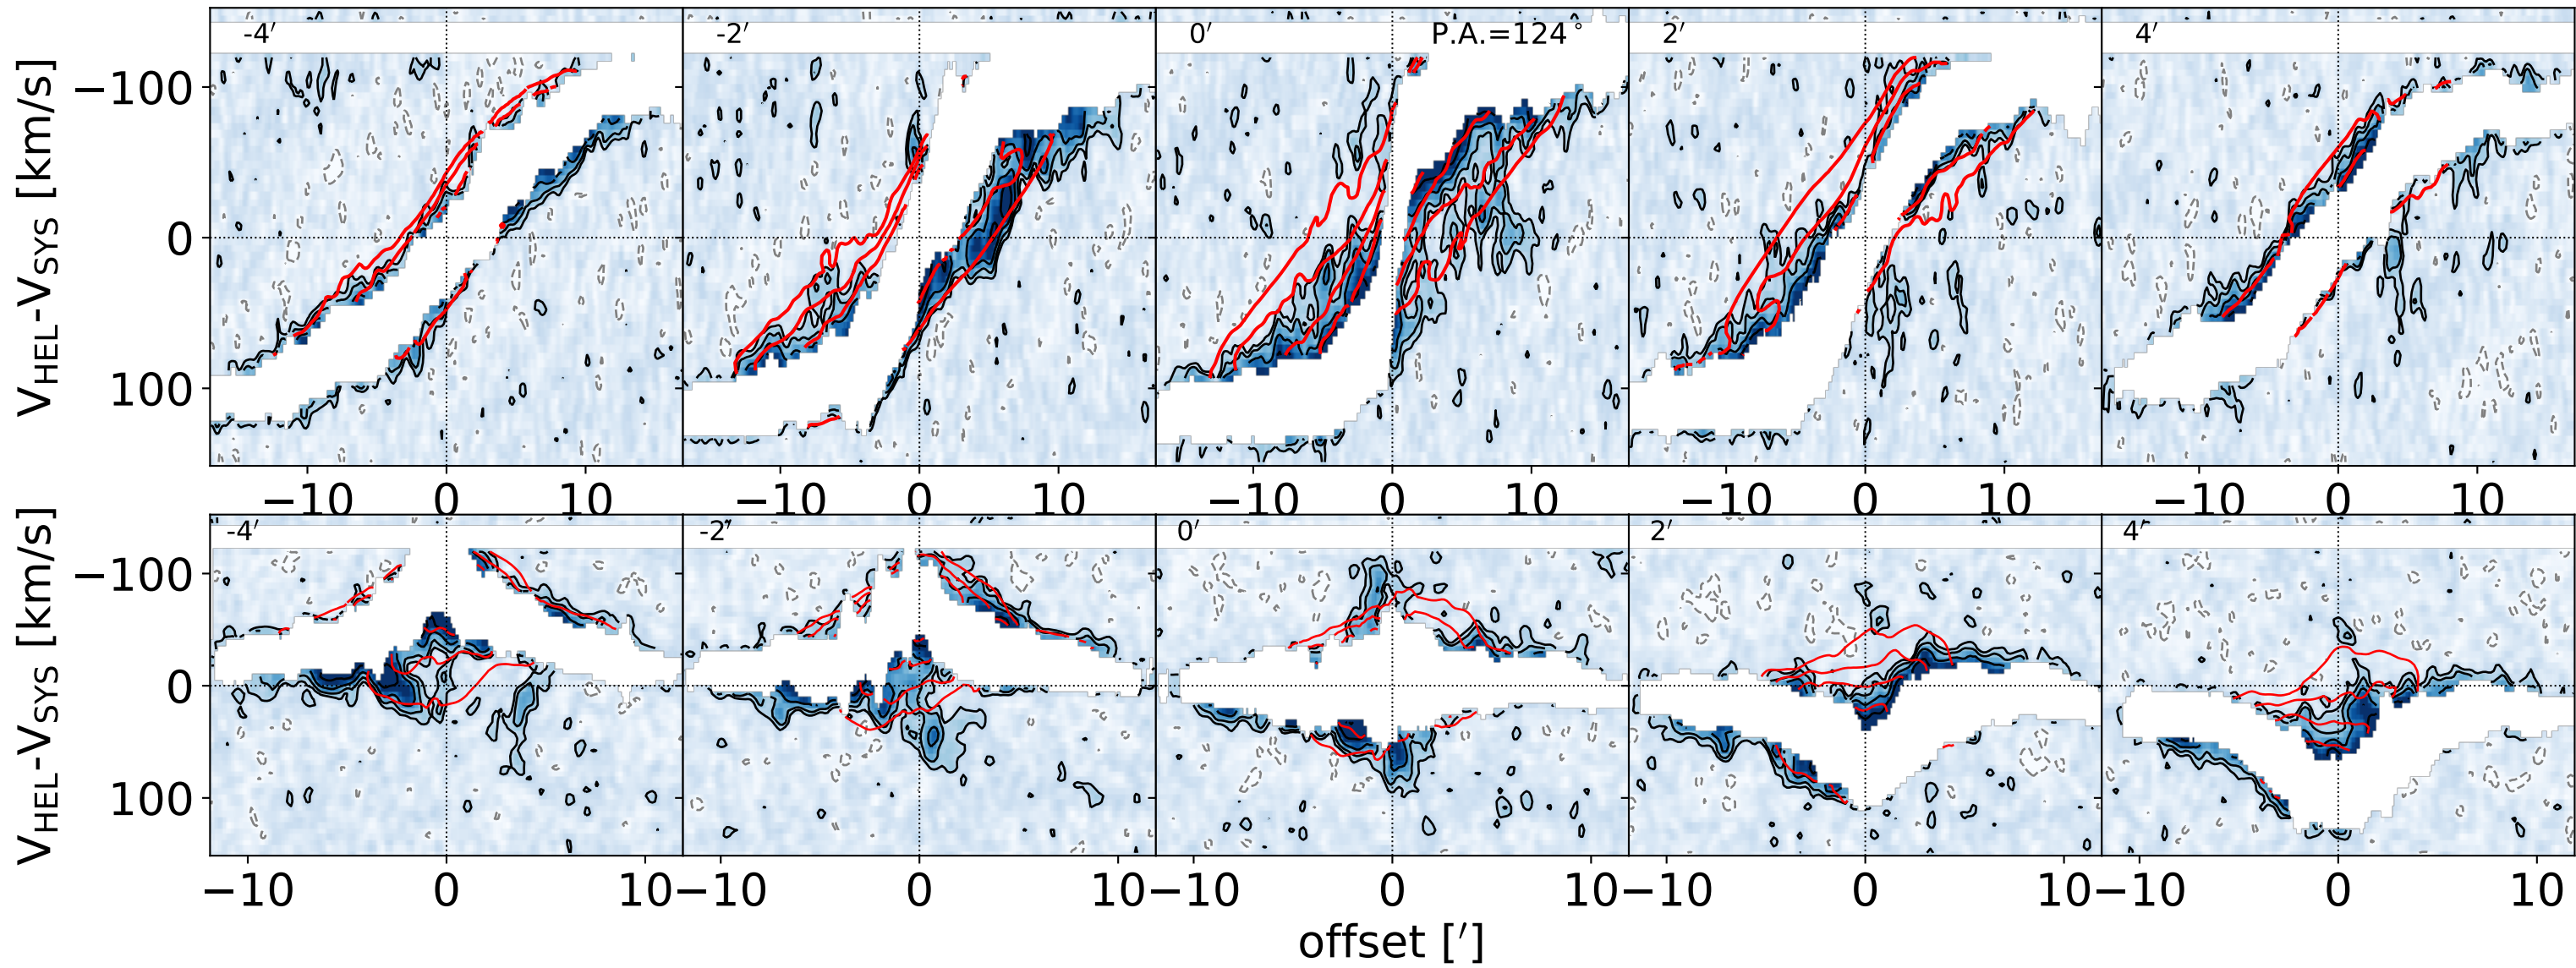 -4′ -2′ 0′ P.A.=124° 2′ 4′
V_HEL-V_SYS [km/s]
−100
0
100
−10 0 10 −10 0 10 −10 0 10 −10 0 10 −10 0 10
-4′ -2′ 0′ 2′ 4′
V_HEL-V_SYS [km/s]
−100
0
100
−10 0 10 −10 0 10 −10 0 10 −10 0 10 −10 0 10
offset [′]